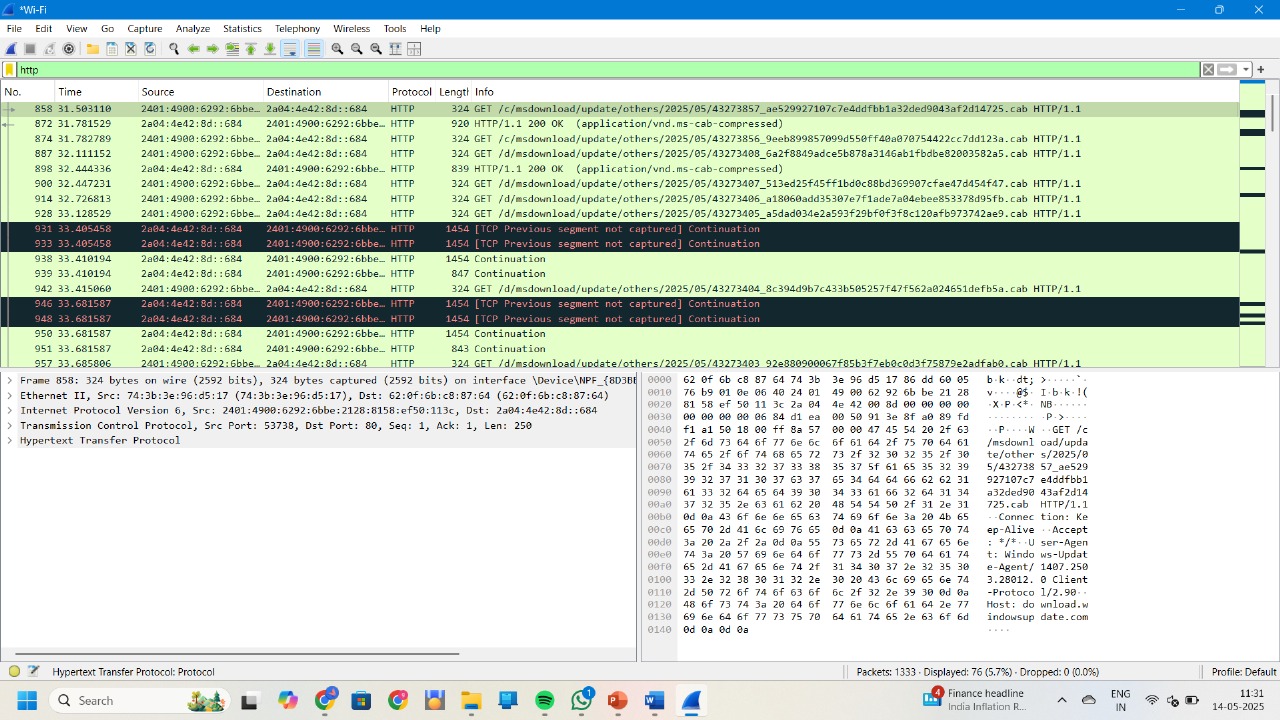 *Wi-Fi
File Edit View Go Capture Analyze Statistics Telephony Wireless Tools Help
http
No. Time Source Destination Protocol Lengtl Info
858 31.503110 2401:4900:6292:6bbe… 2a04:4e42:8d::684 HTTP 324 GET /c/msdownload/update/others/2025/05/43273857_ae529927107c7e4ddfbb1a32ded9043af2d14725.cab HTTP/1.1
872 31.781529 2a04:4e42:8d::684 2401:4900:6292:6bbe… HTTP 920 HTTP/1.1 200 OK (application/vnd.ms-cab-compressed)
874 31.782789 2401:4900:6292:6bbe… 2a04:4e42:8d::684 HTTP 324 GET /c/msdownload/update/others/2025/05/43273856_9eeb899857099d550ff40a070754422cc7dd123a.cab HTTP/1.1
887 32.111152 2401:4900:6292:6bbe… 2a04:4e42:8d::684 HTTP 324 GET /d/msdownload/update/others/2025/05/43273408_6a2f8849adce5b878a3146ab1fbdbe82003582a5.cab HTTP/1.1
898 32.444336 2a04:4e42:8d::684 2401:4900:6292:6bbe… HTTP 839 HTTP/1.1 200 OK (application/vnd.ms-cab-compressed)
900 32.447231 2401:4900:6292:6bbe… 2a04:4e42:8d::684 HTTP 324 GET /d/msdownload/update/others/2025/05/43273407_513ed25f45ff1bd0c88bd369907cfae47d454f47.cab HTTP/1.1
914 32.726813 2401:4900:6292:6bbe… 2a04:4e42:8d::684 HTTP 324 GET /d/msdownload/update/others/2025/05/43273406_a18060add35307e7f1ade7a04ebee853378d95fb.cab HTTP/1.1
928 33.128529 2401:4900:6292:6bbe… 2a04:4e42:8d::684 HTTP 324 GET /d/msdownload/update/others/2025/05/43273405_a5dad034e2a593f29bf0f3f8c120afb973742ae9.cab HTTP/1.1
931 33.405458 2a04:4e42:8d::684 2401:4900:6292:6bbe… HTTP 1454 [TCP Previous segment not captured] Continuation
933 33.405458 2a04:4e42:8d::684 2401:4900:6292:6bbe… HTTP 1454 [TCP Previous segment not captured] Continuation
938 33.410194 2a04:4e42:8d::684 2401:4900:6292:6bbe… HTTP 1454 Continuation
939 33.410194 2a04:4e42:8d::684 2401:4900:6292:6bbe… HTTP 847 Continuation
942 33.415060 2401:4900:6292:6bbe… 2a04:4e42:8d::684 HTTP 324 GET /d/msdownload/update/others/2025/05/43273404_8c394d9b7c433b505257f47f562a024651defb5a.cab HTTP/1.1
946 33.681587 2a04:4e42:8d::684 2401:4900:6292:6bbe… HTTP 1454 [TCP Previous segment not captured] Continuation
948 33.681587 2a04:4e42:8d::684 2401:4900:6292:6bbe… HTTP 1454 [TCP Previous segment not captured] Continuation
950 33.681587 2a04:4e42:8d::684 2401:4900:6292:6bbe… HTTP 1454 Continuation
951 33.681587 2a04:4e42:8d::684 2401:4900:6292:6bbe… HTTP 843 Continuation
957 33.685806 2401:4900:6292:6bbe… 2a04:4e42:8d::684 HTTP 324 GET /d/msdownload/update/others/2025/05/43273403_92e880900067f85b3f7eb0c0d3f75879e2adfab0.cab HTTP/1.1
Frame 858: 324 bytes on wire (2592 bits), 324 bytes captured (2592 bits) on interface \Device\NPF_{8D3BE
Ethernet II, Src: 74:3b:3e:96:d5:17 (74:3b:3e:96:d5:17), Dst: 62:0f:6b:c8:87:64 (62:0f:6b:c8:87:64)
Internet Protocol Version 6, Src: 2401:4900:6292:6bbe:2128:8158:ef50:113c, Dst: 2a04:4e42:8d::684
Transmission Control Protocol, Src Port: 53738, Dst Port: 80, Seq: 1, Ack: 1, Len: 250
Hypertext Transfer Protocol
0000 62 0f 6b c8 87 64 74 3b 3e 96 d5 17 86 dd 60 05 b·k··dt; >·····`·
0010 76 b9 01 0e 06 40 24 01 49 00 62 92 6b be 21 28 v····@$· I·b·k·!(
0020 81 58 ef 50 11 3c 2a 04 4e 42 00 8d 00 00 00 00 ·X·P·<*· NB······
0030 00 00 00 00 06 84 d1 ea 00 50 91 3e 8f a0 89 fd ········ ·P·>····
0040 f1 a1 50 18 00 ff 8a 57 00 00 47 45 54 20 2f 63 ··P····W ··GET /c
0050 2f 6d 73 64 6f 77 6e 6c 6f 61 64 2f 75 70 64 61 /msdownl oad/upda
0060 74 65 2f 6f 74 68 65 72 73 2f 32 30 32 35 2f 30 te/other s/2025/0
0070 35 2f 34 33 32 37 33 38 35 37 5f 61 65 35 32 39 5/432738 57_ae529
0080 39 32 37 31 30 37 63 37 65 34 64 64 66 62 62 31 927107c7 e4ddfbb1
0090 61 33 32 64 65 64 39 30 34 33 61 66 32 64 31 34 a32ded90 43af2d14
00a0 37 32 35 2e 63 61 62 20 48 54 54 50 2f 31 2e 31 725.cab HTTP/1.1
00b0 0d 0a 43 6f 6e 6e 65 63 74 69 6f 6e 3a 20 4b 65 ··Connec tion: Ke
00c0 65 70 2d 41 6c 69 76 65 0d 0a 41 63 63 65 70 74 ep-Alive ··Accept
00d0 3a 20 2a 2f 2a 0d 0a 55 73 65 72 2d 41 67 65 6e : */*··U ser-Agen
00e0 74 3a 20 57 69 6e 64 6f 77 73 2d 55 70 64 61 74 t: Windo ws-Updat
00f0 65 2d 41 67 65 6e 74 2f 31 34 30 37 2e 32 35 30 e-Agent/ 1407.250
0100 33 2e 32 38 30 31 32 2e 30 20 43 6c 69 65 6e 74 3.28012. 0 Client
0110 2d 50 72 6f 74 6f 63 6f 6c 2f 32 2e 39 30 0d 0a -Protoco l/2.90··
0120 48 6f 73 74 3a 20 64 6f 77 6e 6c 6f 61 64 2e 77 Host: do wnload.w
0130 69 6e 64 6f 77 73 75 70 64 61 74 65 2e 63 6f 6d indowsup date.com
0140 0d 0a 0d 0a ····
Hypertext Transfer Protocol: Protocol Packets: 1333 · Displayed: 76 (5.7%) · Dropped: 0 (0.0%) Profile: Default
Search 1 4 Finance headline India Inflation R... ENG IN 11:31 14-05-2025